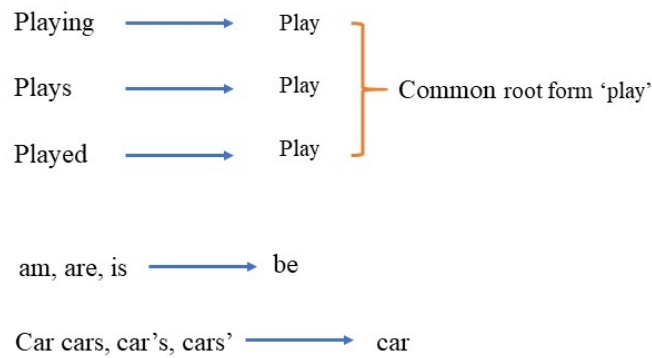 Playing Play
Plays Play Common root form ‘play’
Played Play
am, are, is be
Car cars, car’s, cars’ car